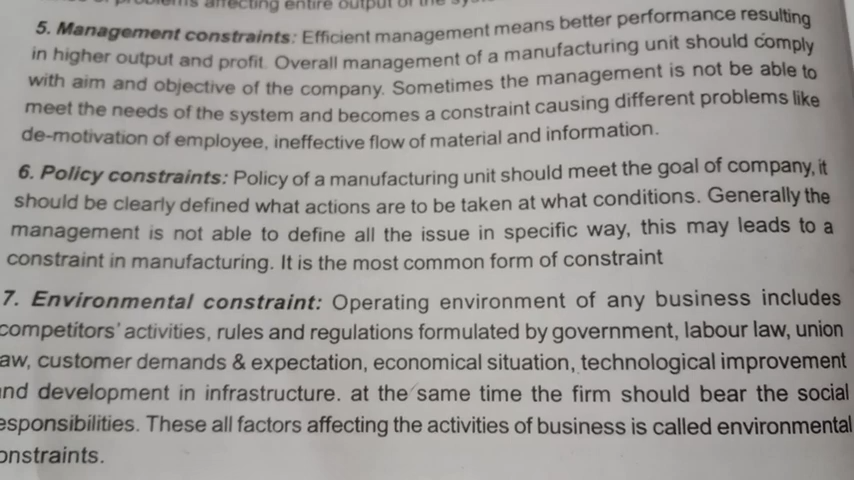 problems affecting entire output of the
5. Management constraints: Efficient management means better performance resulting
in higher output and profit. Overall management of a manufacturing unit should comply
with aim and objective of the company. Sometimes the management is not be able to
meet the needs of the system and becomes a constraint causing different problems like
de-motivation of employee, ineffective flow of material and information.
6. Policy constraints: Policy of a manufacturing unit should meet the goal of company, it
should be clearly defined what actions are to be taken at what conditions. Generally the
management is not able to define all the issue in specific way, this may leads to a
constraint in manufacturing. It is the most common form of constraint
7. Environmental constraint: Operating environment of any business includes
competitors' activities, rules and regulations formulated by government, labour law, union
aw, customer demands & expectation, economical situation, technological improvement
nd development in infrastructure. at the same time the firm should bear the social
esponsibilities. These all factors affecting the activities of business is called environmental
onstraints.